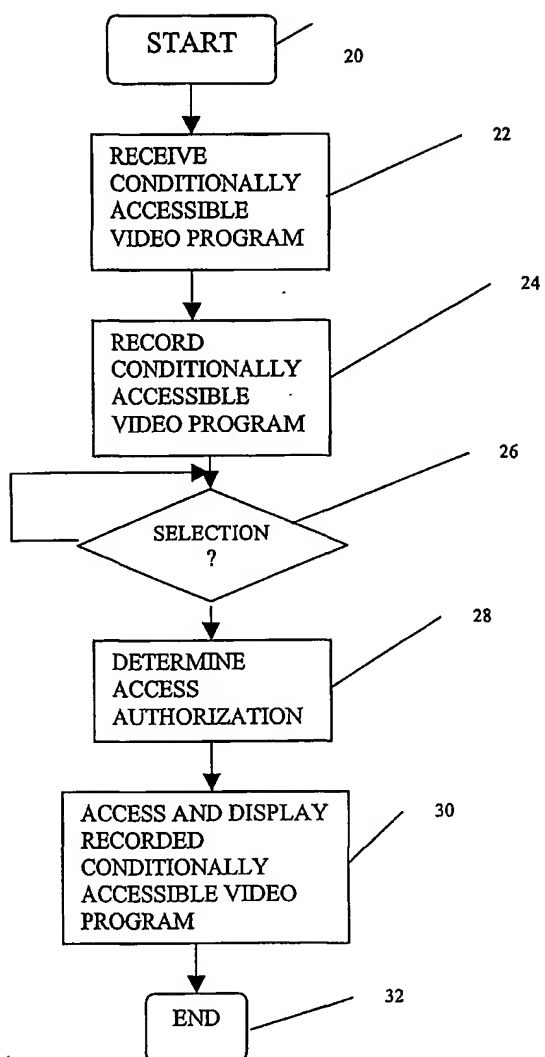 START
20
RECEIVE
CONDITIONALLY
ACCESSIBLE
VIDEO PROGRAM
22
RECORD
CONDITIONALLY
ACCESSIBLE
VIDEO PROGRAM
24
SELECTION
?
26
DETERMINE
ACCESS
AUTHORIZATION
28
ACCESS AND DISPLAY
RECORDED
CONDITIONALLY
ACCESSIBLE VIDEO
PROGRAM
30
END
32